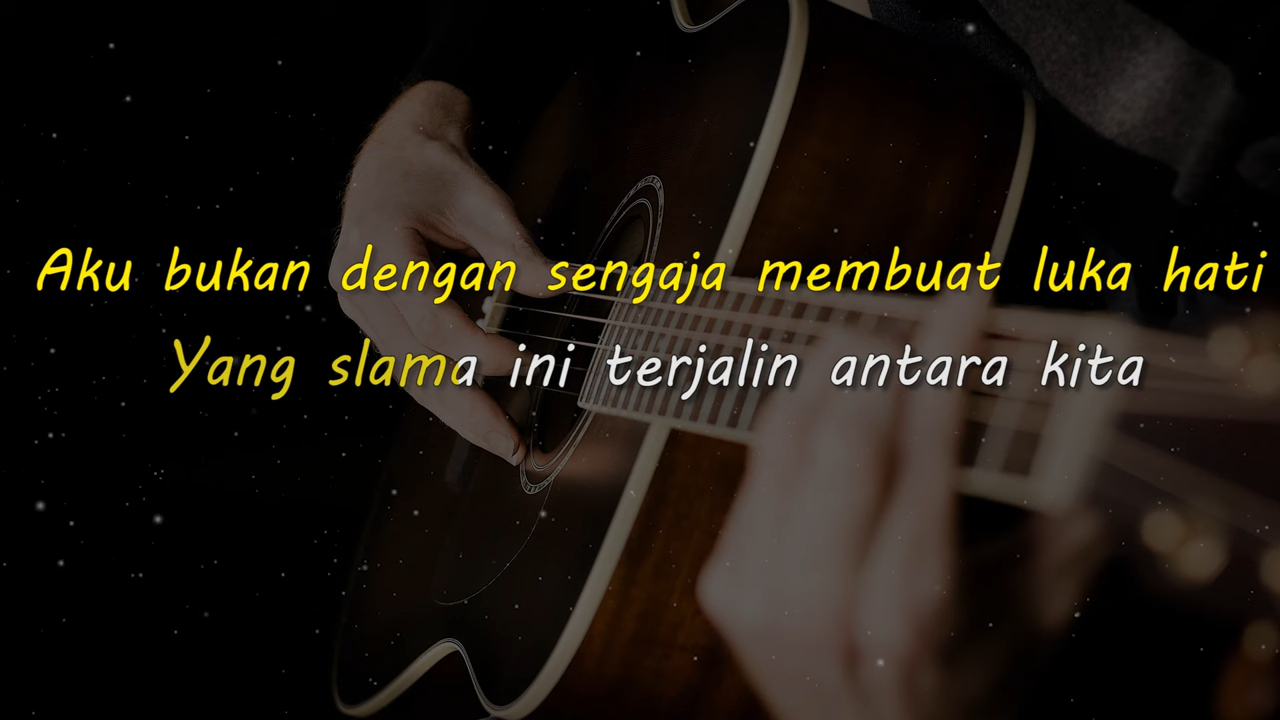 Aku bukan dengan sengaja membuat luka hati
Yang slama ini terjalin antara kita